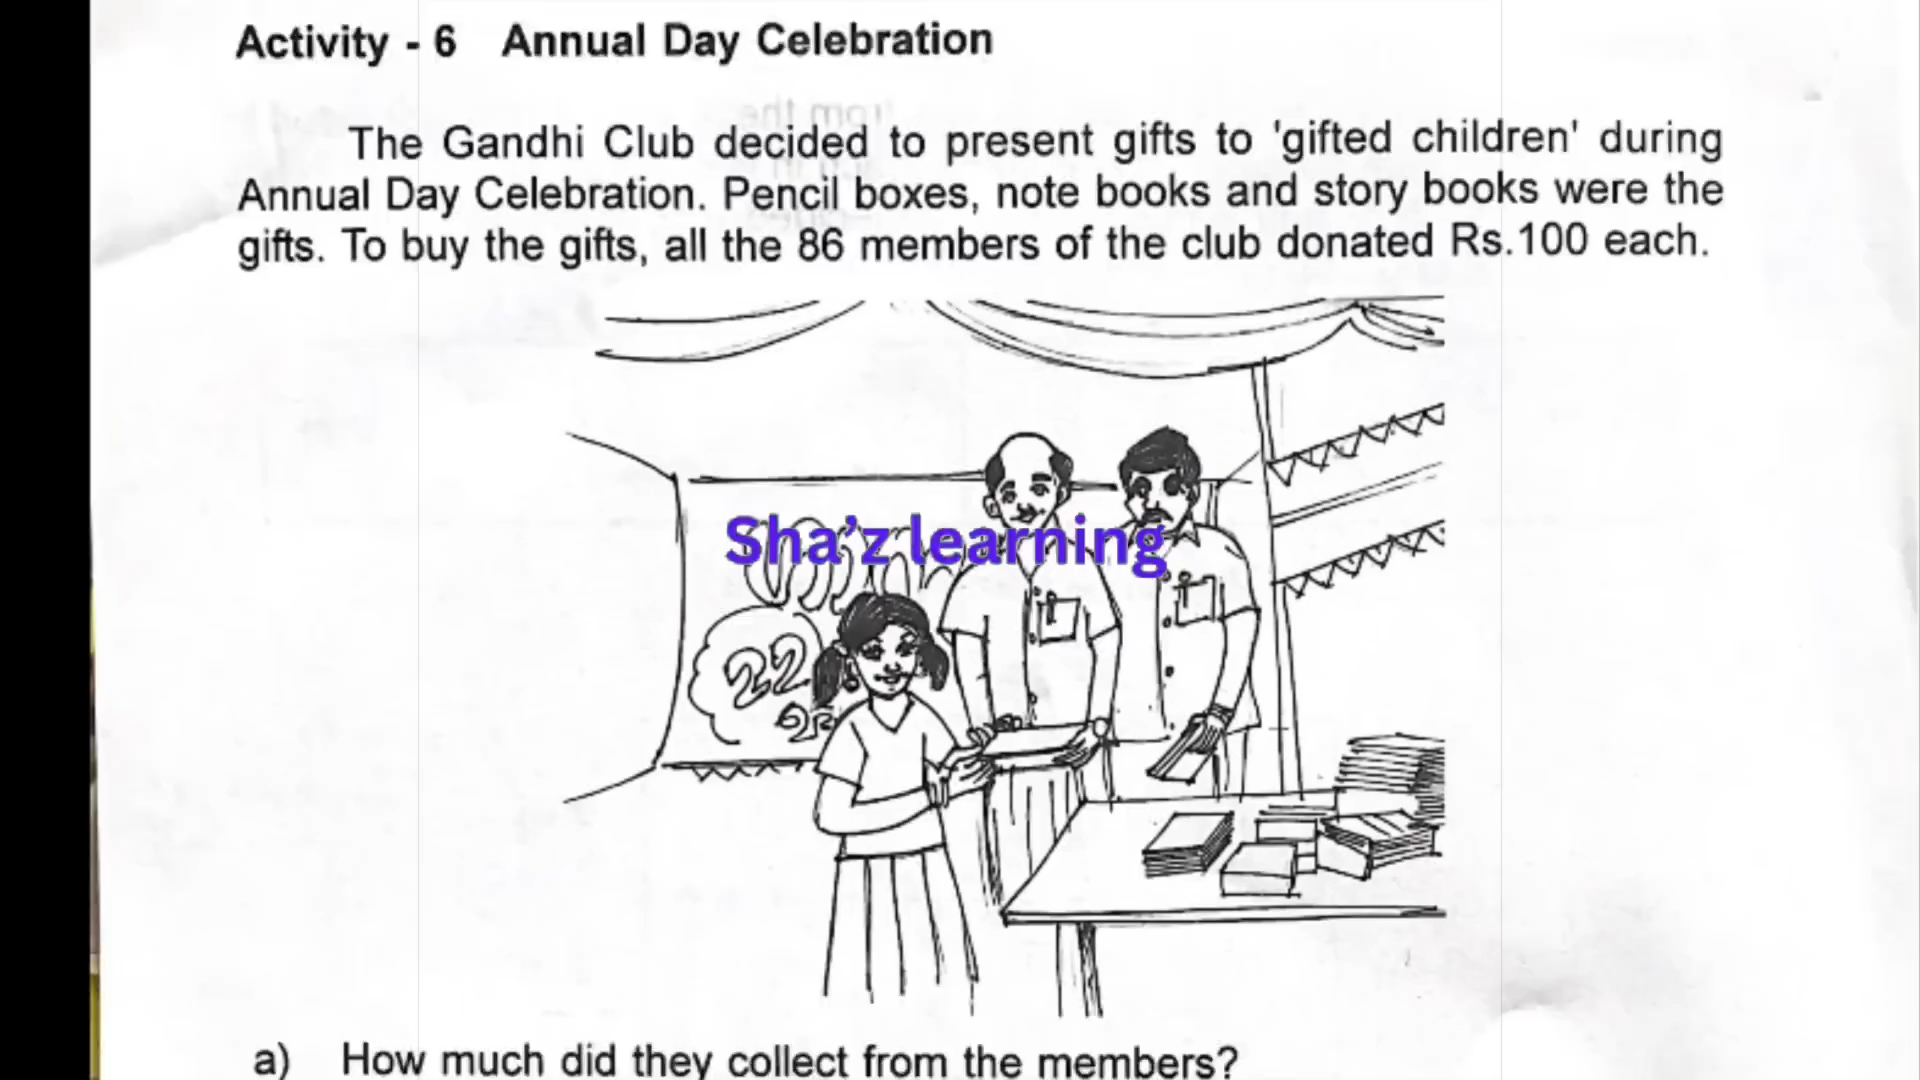 Activity - 6 Annual Day Celebration
The Gandhi Club decided to present gifts to 'gifted children' during
Annual Day Celebration. Pencil boxes, note books and story books were the
gifts. To buy the gifts, all the 86 members of the club donated Rs.100 each.
Sha'z learning
22
a) How much did they collect from the members?